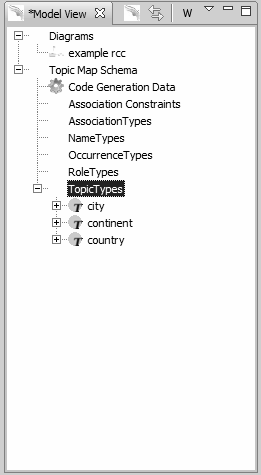 *Model View W
Diagrams
example rcc
Topic Map Schema
Code Generation Data
Association Constraints
AssociationTypes
NameTypes
OccurrenceTypes
RoleTypes
TopicTypes
T city
T continent
T country